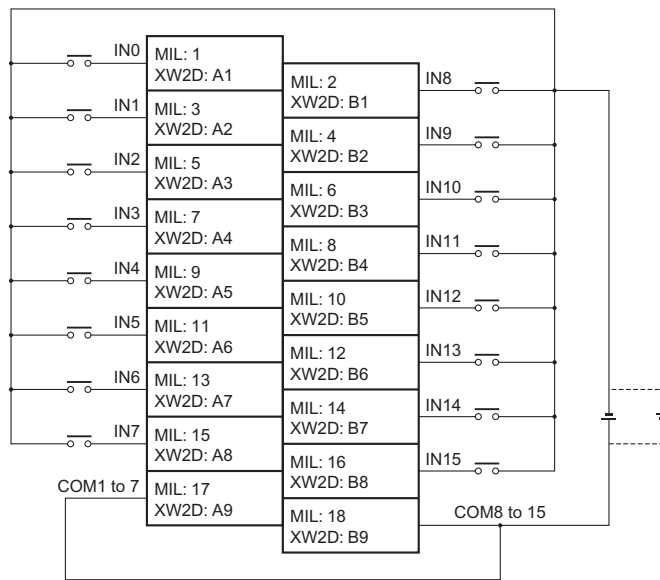 IN0
MIL: 1
XW2D: A1
MIL: 2
XW2D: B1
IN8
IN1
MIL: 3
XW2D: A2
MIL: 4
XW2D: B2
IN9
IN2
MIL: 5
XW2D: A3
MIL: 6
XW2D: B3
IN10
IN3
MIL: 7
XW2D: A4
MIL: 8
XW2D: B4
IN11
IN4
MIL: 9
XW2D: A5
MIL: 10
XW2D: B5
IN12
IN5
MIL: 11
XW2D: A6
MIL: 12
XW2D: B6
IN13
IN6
MIL: 13
XW2D: A7
MIL: 14
XW2D: B7
IN14
IN7
MIL: 15
XW2D: A8
MIL: 16
XW2D: B8
IN15
COM1 to 7
MIL: 17
XW2D: A9
MIL: 18
XW2D: B9
COM8 to 15